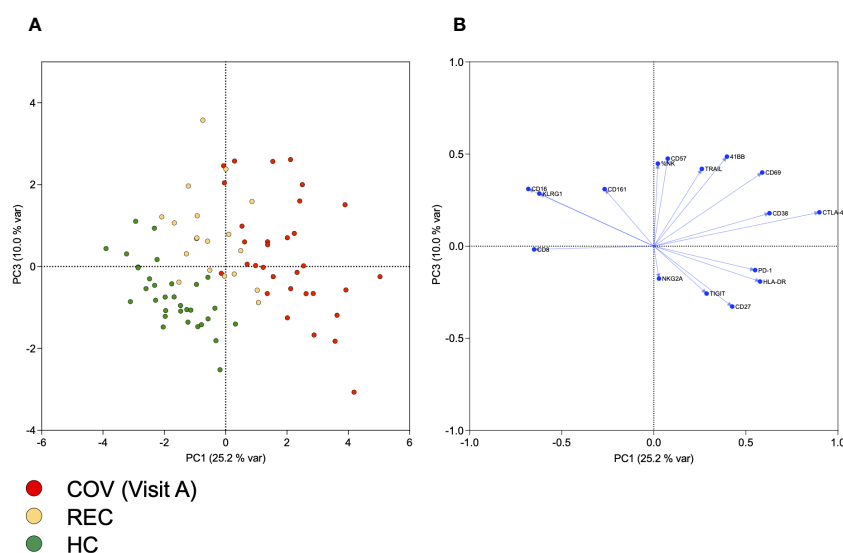 A
B
4
2
0
-2
-4
-6
-4
-2
0
2
4
6
PC3 (10.0 % var)
PC1 (25.2 % var)
1.0
0.5
0.0
-0.5
-1.0
-1.0
-0.5
0.0
0.5
1.0
PC3 (10.0 % var)
PC1 (25.2 % var)
%NK
CD57
41BB
TRAIL
CD69
CD16
KLRG1
CD161
CD38
CTLA-4
CD8
NKG2A
PD-1
HLA-DR
TIGIT
CD27
COV (Visit A)
REC
HC